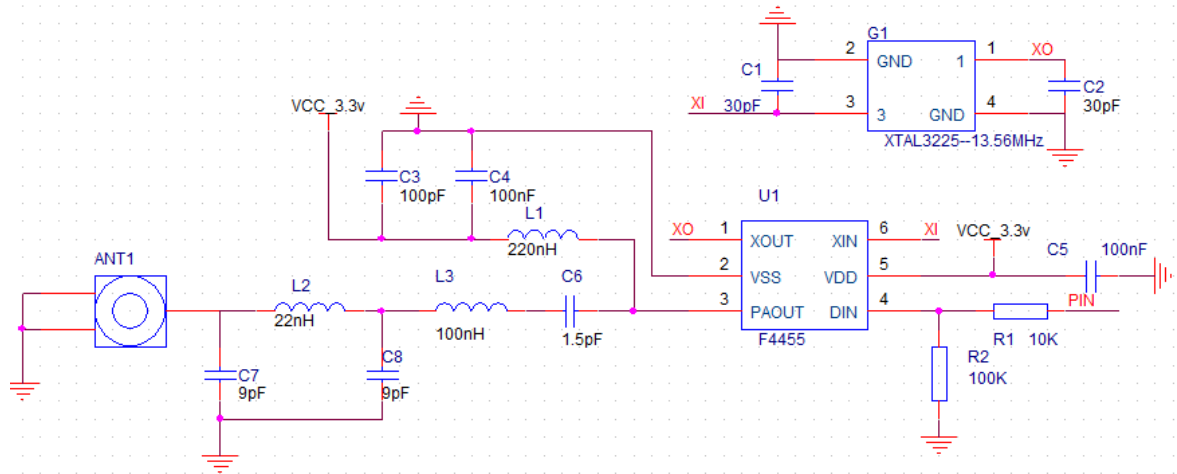 G1
2 GND 1 1 XO
C1
C2
XI 30pF 3 3 GND 4 30pF
XTAL3225--13.56MHz
VCC_3.3v
C3 C4
100pF 100nF
L1
220nH
U1
XO 1 XOUT XIN 6 XI VCC_3.3v C5 100nF
2 VSS VDD 5
ANT1 L2 L3 C6 3 PAOUT DIN 4 PIN
22nH 100nH 1.5pF F4455 R1 10K
C7 C8 R2
9pF 9pF 100K